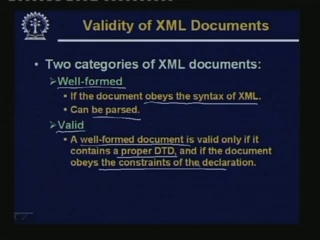 Validity of XML Documents
• Two categories of XML documents:
➢Well-formed
▪ If the document obeys the syntax of XML.
▪ Can be parsed.
➢Valid
▪ A well-formed document is valid only if it
contains a proper DTD, and if the document
obeys the constraints of the declaration.